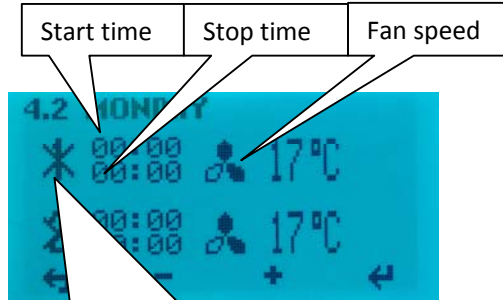 Start time
Stop time
Fan speed
4.2 MONDAY
00:00
00:00
17°C
00:00
00:00
17°C
- +